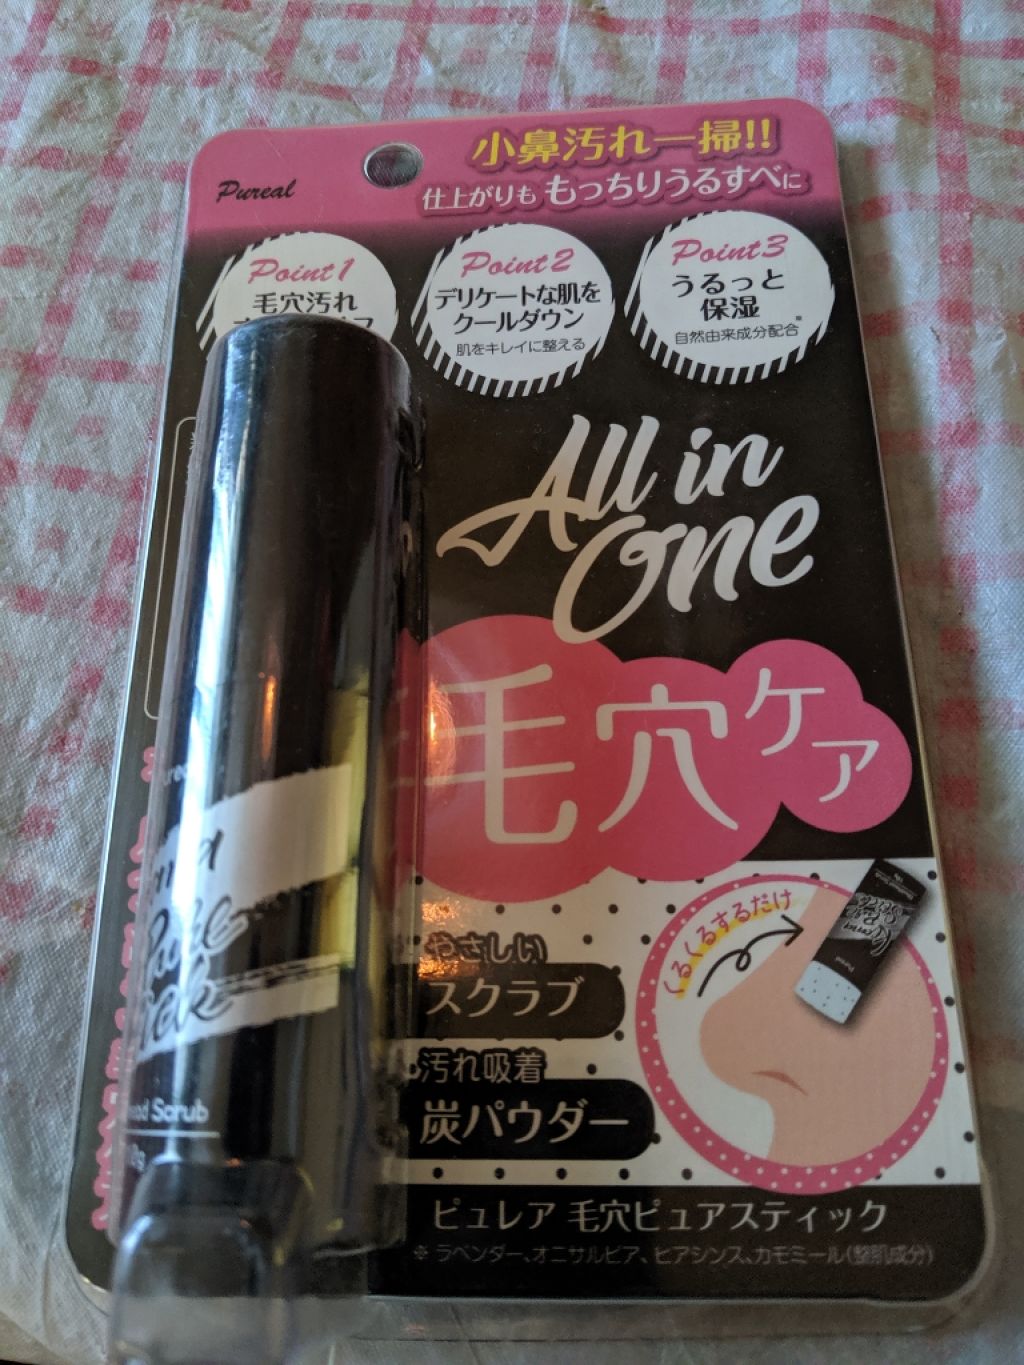 Pureal
小鼻汚れ一掃!!
仕上がりも もっちりうるすべに
Point1
毛穴汚れ
Point2
デリケートな肌を
クールダウン
肌をキレイに整える
Point3
うるっと
保湿
自然由来成分配合※
All in
One
毛穴ケア
くるくるするだけ
やさしい
スクラブ
汚れ吸着
炭パウダー
Scrub
ピュレア 毛穴ピュアスティック
※ ラベンダー、オニサルビア、ヒアシンス、カモミール(整肌成分)